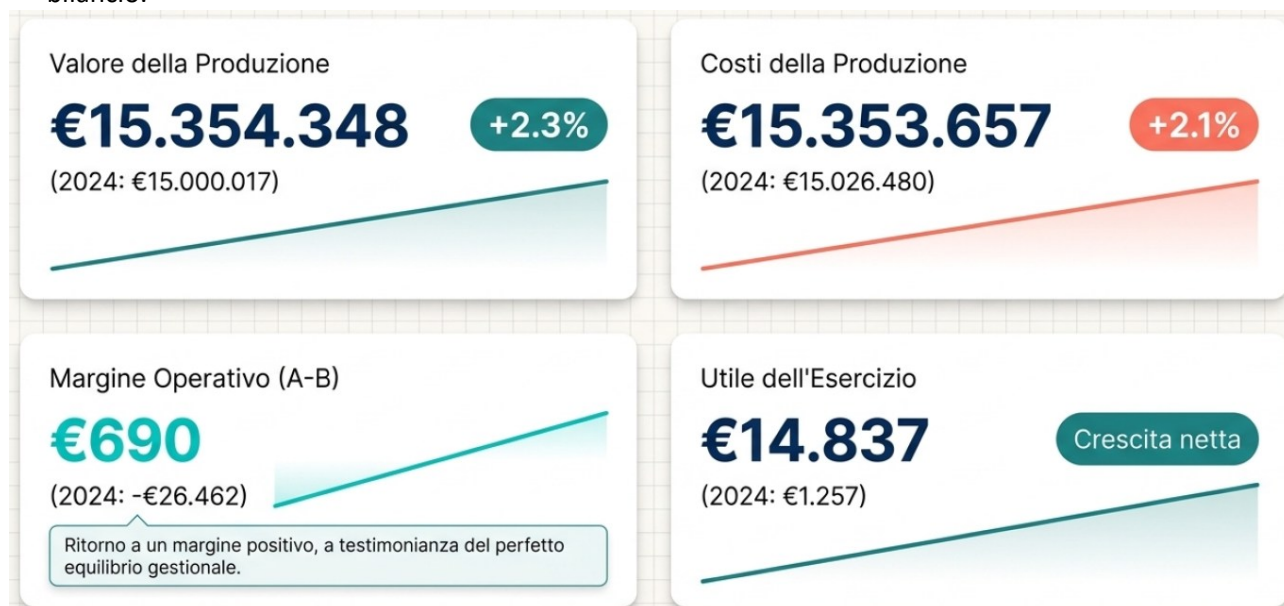 bilancio.
Valore della Produzione
€15.354.348
+2.3%
(2024: €15.000.017)
Costi della Produzione
€15.353.657
+2.1%
(2024: €15.026.480)
Margine Operativo (A-B)
€690
(2024: -€26.462)
Ritorno a un margine positivo, a testimonianza del perfetto
equilibrio gestionale.
Utile dell'Esercizio
€14.837
Crescita netta
(2024: €1.257)